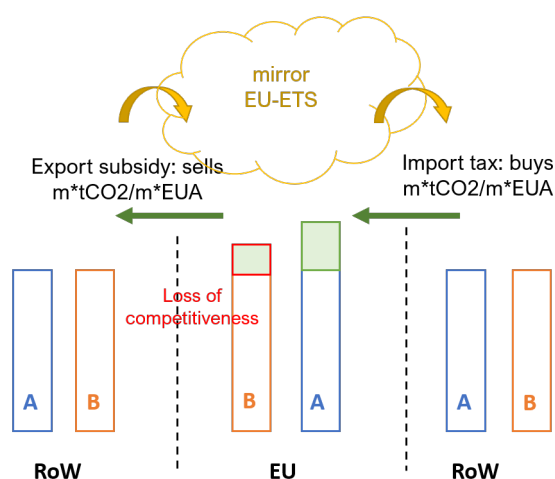 mirror
EU-ETS
Export subsidy: sells
m*tCO2/m*EUA
Import tax: buys
m*tCO2/m*EUA
Loss of
competitiveness
A
B
B
A
A
B
RoW
EU
RoW